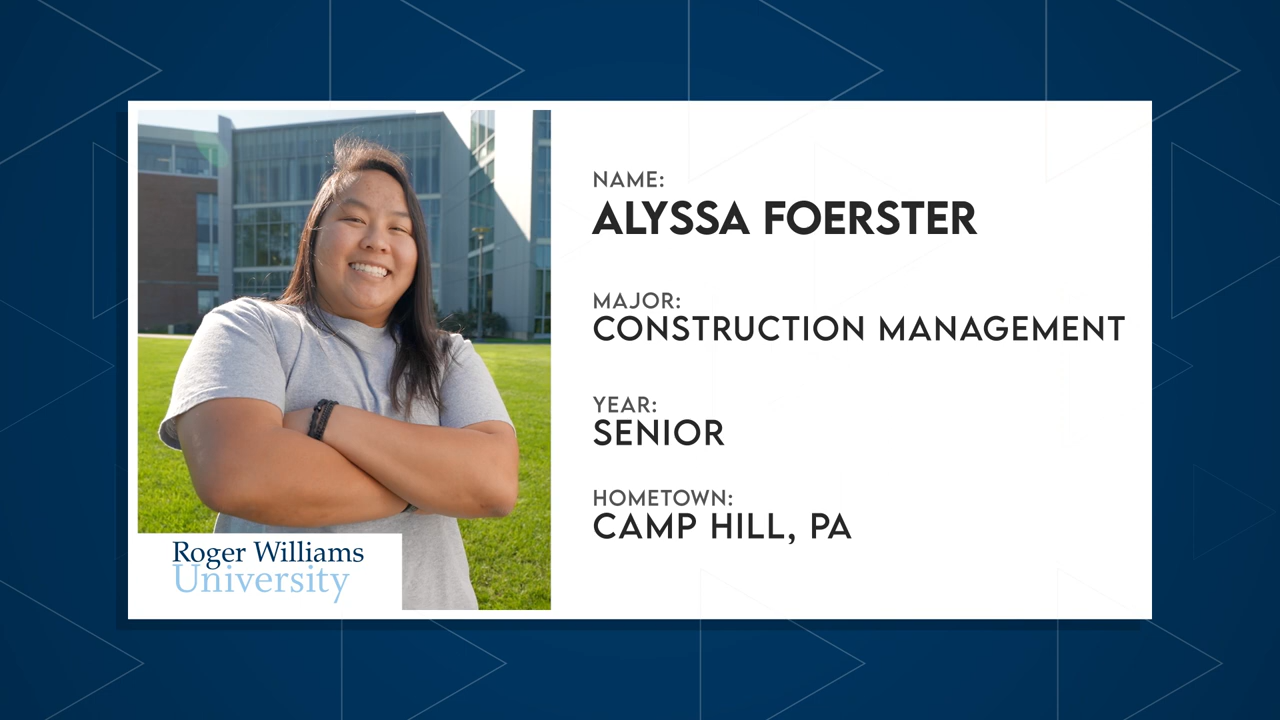 NAME:
ALYSSA FOERSTER
MAJOR:
CONSTRUCTION MANAGEMENT
YEAR:
SENIOR
HOMETOWN:
CAMP HILL, PA
Roger Williams
University